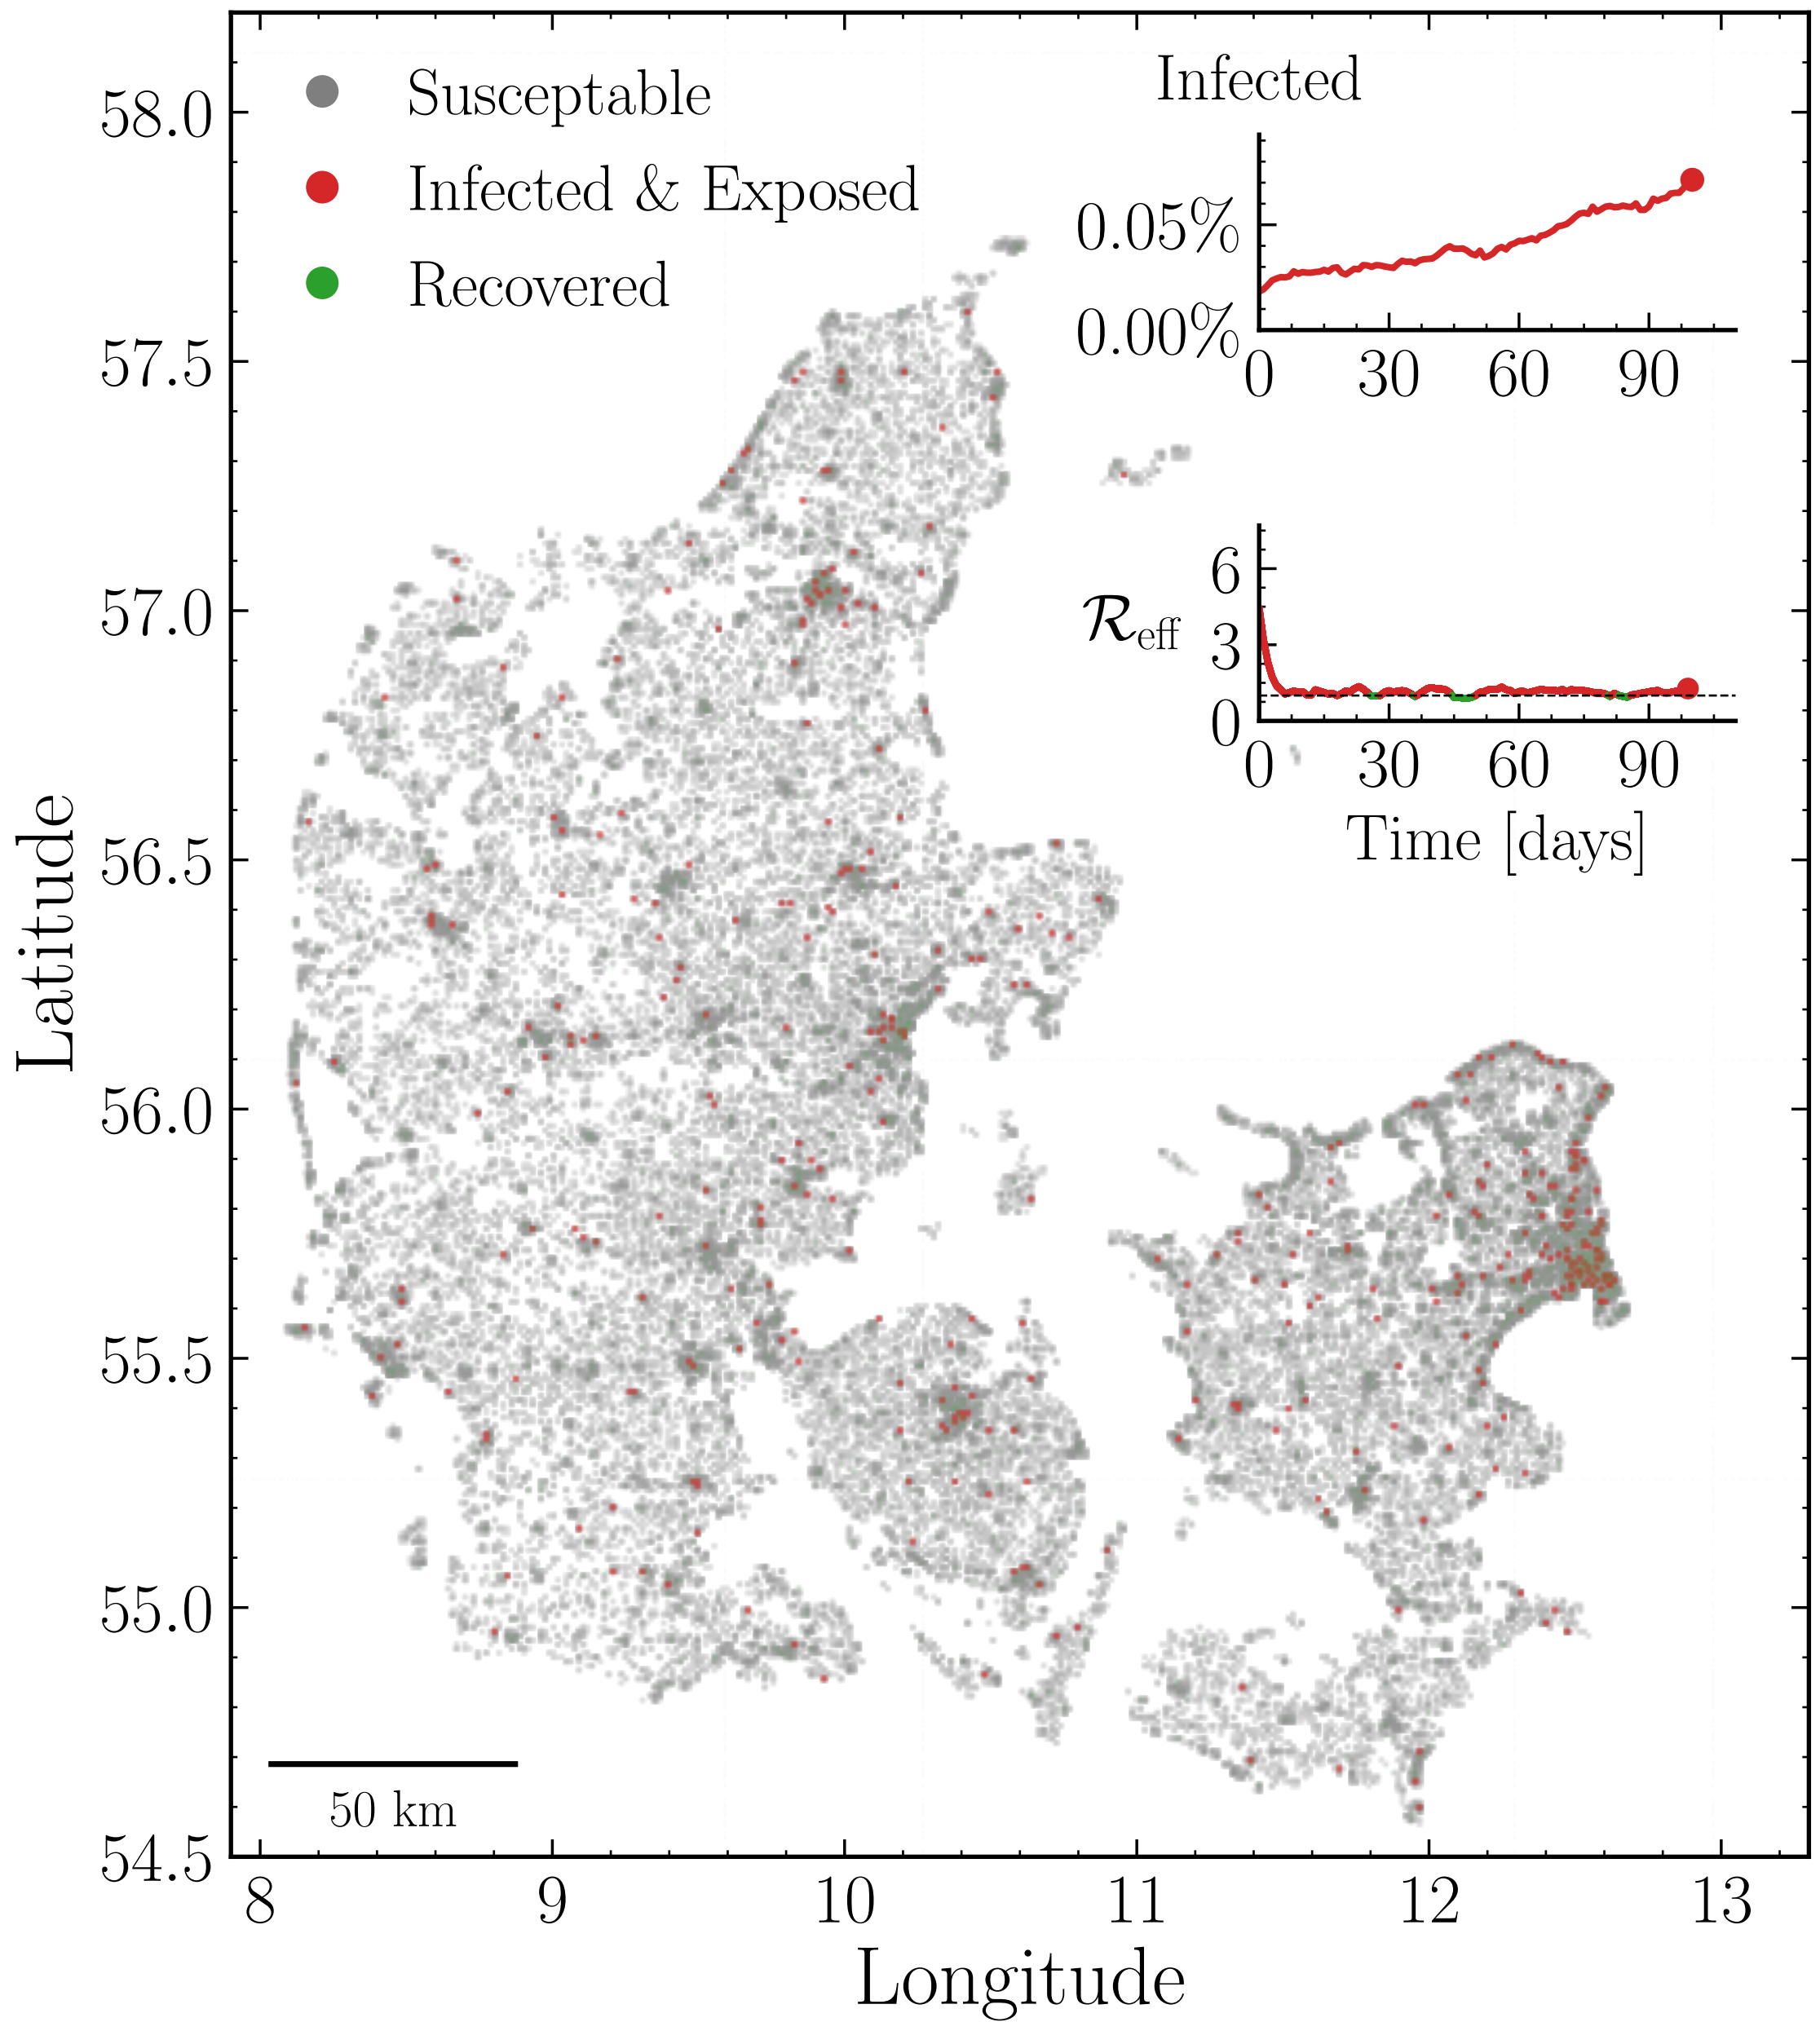 Susceptable
Infected & Exposed
Recovered
Infected
0.05%
0.00%
0 30 60 90
ℛeff
6
3
0
0 30 60 90
Time [days]
Latitude
58.0
57.5
57.0
56.5
56.0
55.5
55.0
54.5
50 km
8 9 10 11 12 13
Longitude